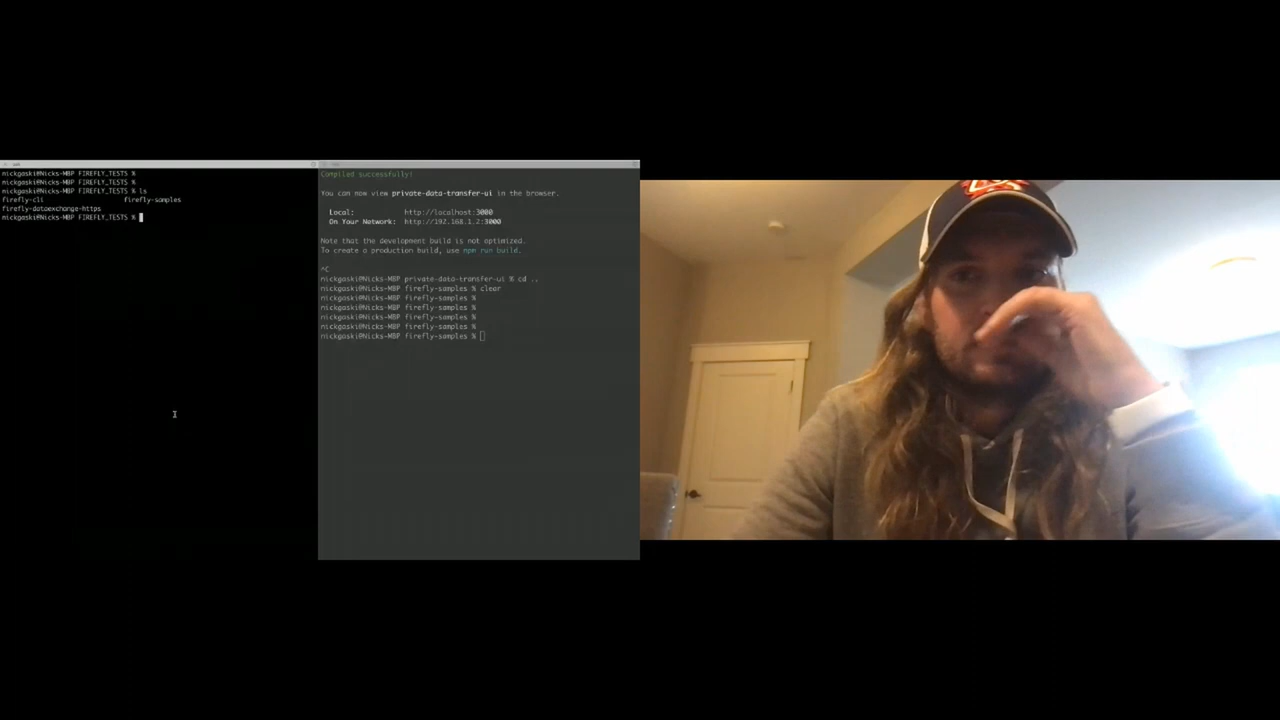 nickgaski@Nicks-MBP FIREFLY_TESTS %
nickgaski@Nicks-MBP FIREFLY_TESTS %
nickgaski@Nicks-MBP FIREFLY_TESTS % ls
firefly-cli firefly-samples
firefly-dataexchange-https
nickgaski@Nicks-MBP FIREFLY_TESTS %
Compiled successfully!
You can now view private-data-transfer-ui in the browser.
Local: http://localhost:3000
On Your Network: http://192.168.1.2:3000
Note that the development build is not optimized.
To create a production build, use npm run build.
^C
nickgaski@Nicks-MBP private-data-transfer-ui % cd ..
nickgaski@Nicks-MBP firefly-samples % clear
nickgaski@Nicks-MBP firefly-samples %
nickgaski@Nicks-MBP firefly-samples %
nickgaski@Nicks-MBP firefly-samples %
nickgaski@Nicks-MBP firefly-samples %
nickgaski@Nicks-MBP firefly-samples %